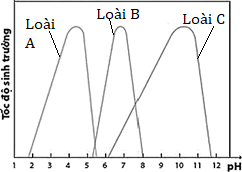 Loài
A
Loài B
Loài C
Tốc độ sinh trưởng
1 2 3 4 5 6 7 8 9 10 11 12 pH